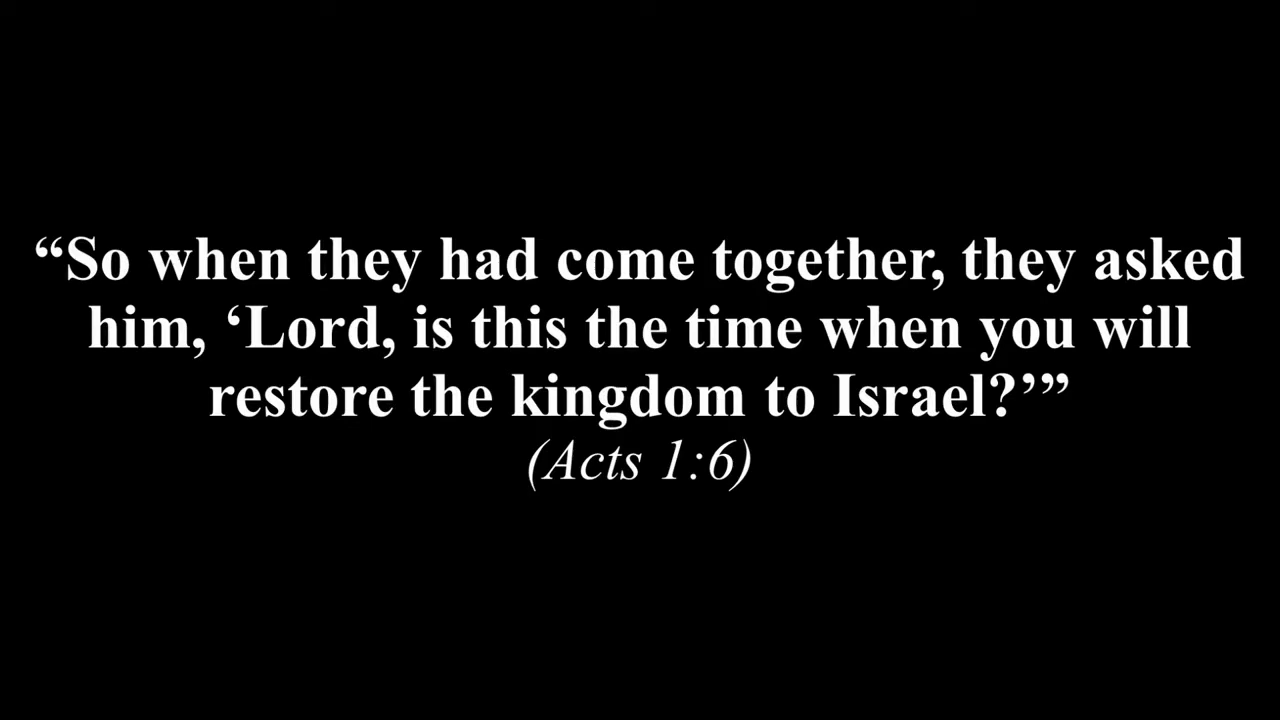 “So when they had come together, they asked
him, ‘Lord, is this the time when you will
restore the kingdom to Israel?’”
(Acts 1:6)